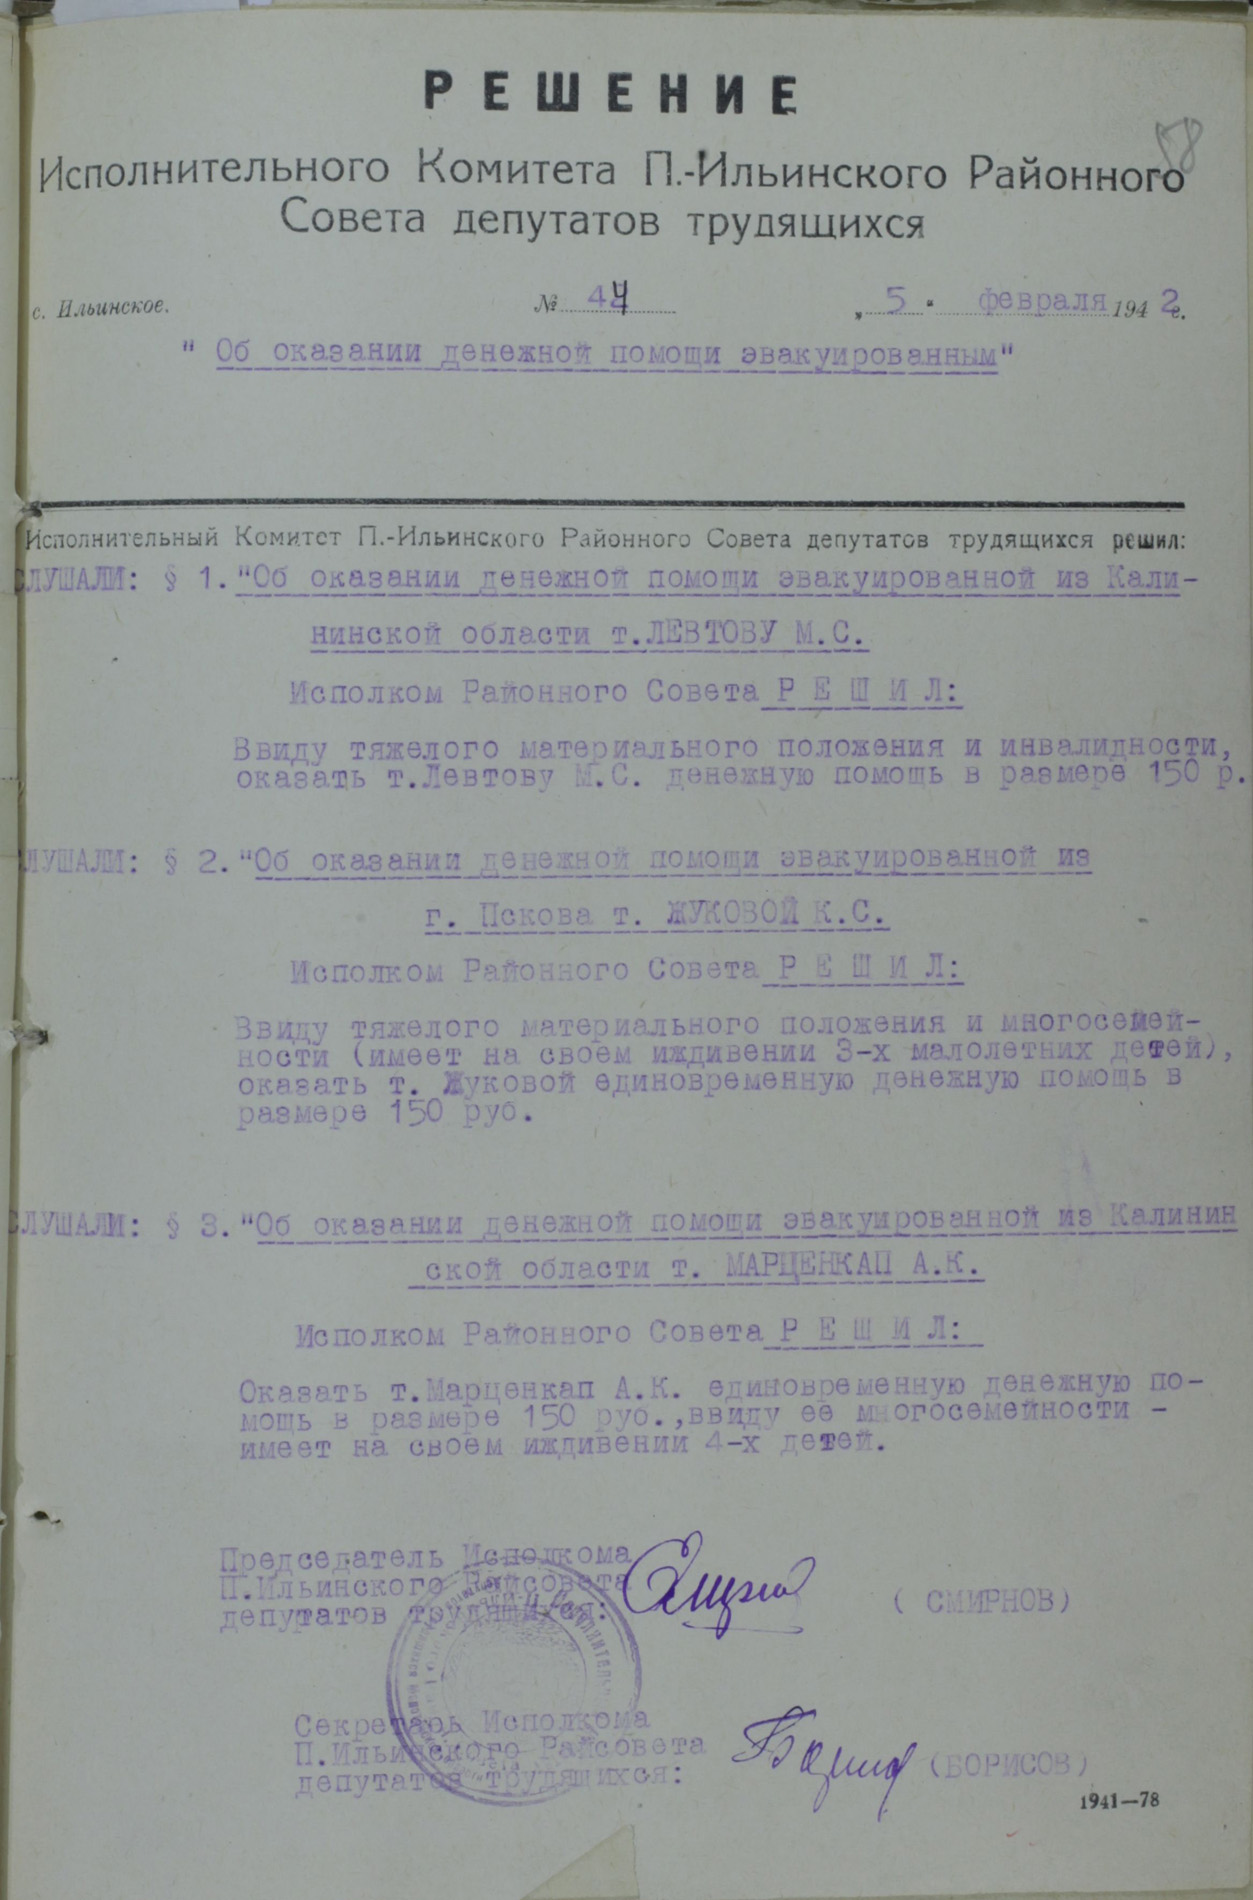 58
РЕШЕНИЕ
Исполнительного Комитета П.-Ильинского Районного
Совета депутатов трудящихся
с. Ильинское. № 44 „ 5 " февраля 1942 г.
" Об оказании денежной помощи эвакуированным"
Исполнительный Комитет П.-Ильинского Районного Совета депутатов трудящихся решил:
СЛУШАЛИ: § 1. "Об оказании денежной помощи эвакуированной из Кали-
нинской области т.ЛЕВТОВУ М.С.
Исполком Районного Совета Р Е Ш И Л:
Ввиду тяжелого материального положения и инвалидности,
оказать т.Левтову М.С. денежную помощь в размере 150 р.
СЛУШАЛИ: § 2. "Об оказании денежной помощи эвакуированной из
г. Пскова т. ЖУКОВОЙ К.С.
Исполком Районного Совета Р Е Ш И Л:
Ввиду тяжелого материального положения и многосемей-
ности (имеет на своем иждивении 3-х малолетних детей),
оказать т. Жуковой единовременную денежную помощь в
размере 150 руб.
СЛУШАЛИ: § 3. "Об оказании денежной помощи эвакуированной из Калинин
ской области т. МАРЦЕНКАП А.К.
Исполком Районного Совета Р Е Ш И Л:
Оказать т.Марценкап А.К. единовременную денежную по-
мощь в размере 150 руб.,ввиду ее многосемейности -
имеет на своем иждивении 4-х детей.
Председатель Исполкома
П.Ильинского Райсовета
депутатов трудящихся: ( СМИРНОВ)
Секретарь Исполкома
П.Ильинского Райсовета
депутатов трудящихся: (БОРИСОВ)
1941—78